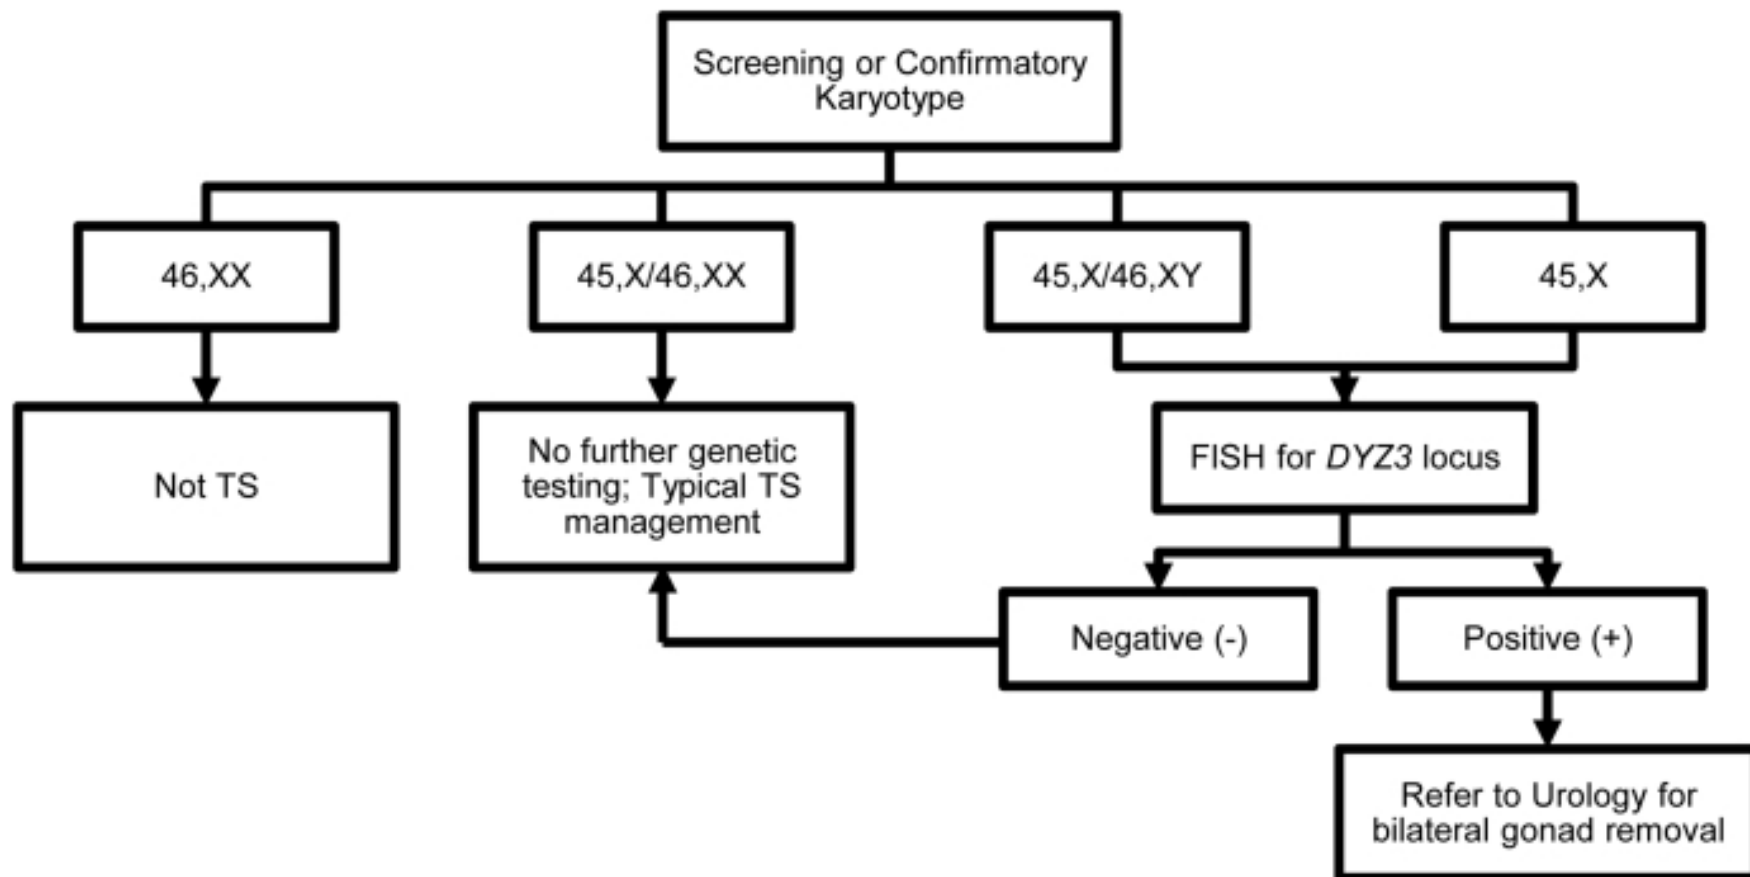 Screening or Confirmatory
Karyotype
46,XX
45,X/46,XX
45,X/46,XY
45,X
Not TS
No further genetic
testing; Typical TS
management
FISH for DYZ3 locus
Negative (-)
Positive (+)
Refer to Urology for
bilateral gonad removal